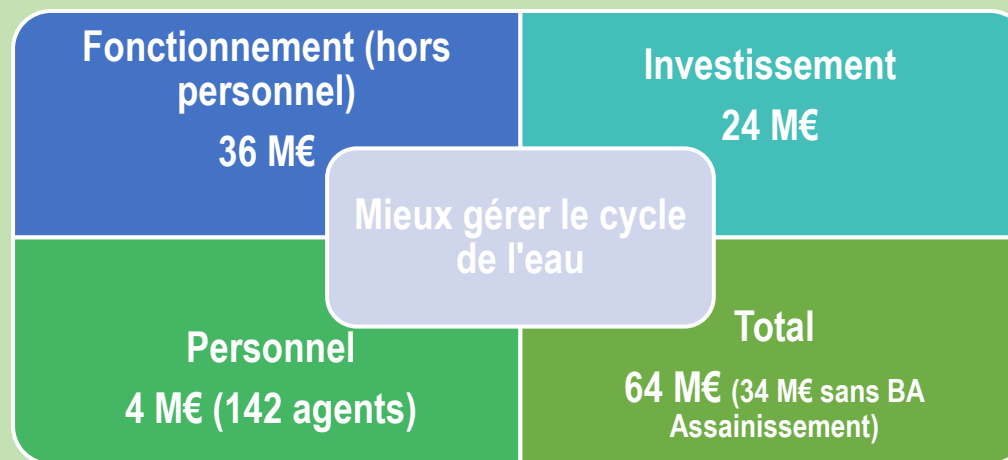 Fonctionnement (hors
personnel)
36 M€
Investissement
24 M€
Mieux gérer le cycle
de l'eau
Personnel
4 M€ (142 agents)
Total
64 M€ (34 M€ sans BA
Assainissement)